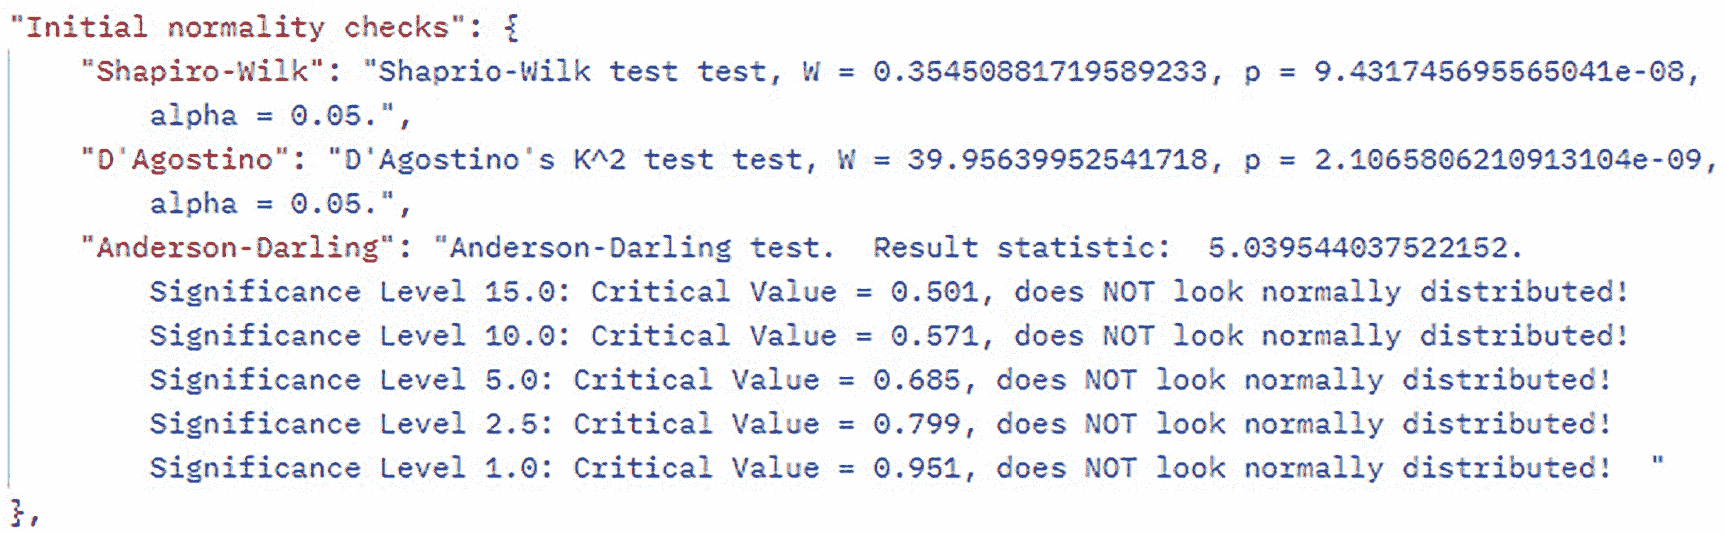 "Initial normality checks": {
"Shapiro-Wilk": "Shaprio-Wilk test test, W = 0.35450881719589233, p = 9.431745695565041e-08,
alpha = 0.05.",
"D'Agostino": "D'Agostino's K^2 test test, W = 39.95639952541718, p = 2.1065806210913104e-09,
alpha = 0.05.",
"Anderson-Darling": "Anderson-Darling test.  Result statistic:  5.039544037522152.
Significance Level 15.0: Critical Value = 0.501, does NOT look normally distributed!
Significance Level 10.0: Critical Value = 0.571, does NOT look normally distributed!
Significance Level 5.0: Critical Value = 0.685, does NOT look normally distributed!
Significance Level 2.5: Critical Value = 0.799, does NOT look normally distributed!
Significance Level 1.0: Critical Value = 0.951, does NOT look normally distributed!  "
},